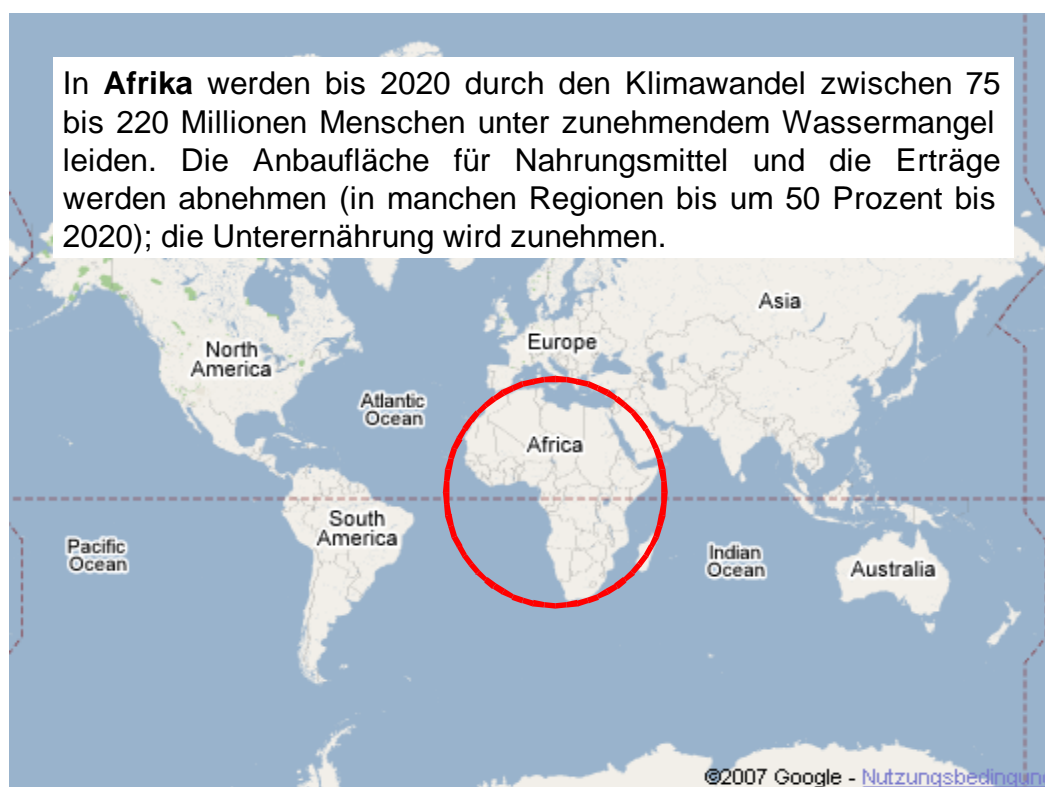 In Afrika werden bis 2020 durch den Klimawandel zwischen 75
bis 220 Millionen Menschen unter zunehmendem Wassermangel
leiden. Die Anbaufläche für Nahrungsmittel und die Erträge
werden abnehmen (in manchen Regionen bis um 50 Prozent bis
2020); die Unterernährung wird zunehmen.
Asia
Europe
North
America
Atlantic
Ocean
Africa
South
America
Pacific
Ocean
Indian
Ocean
Australia
©2007 Google - Nutzungsbedingun